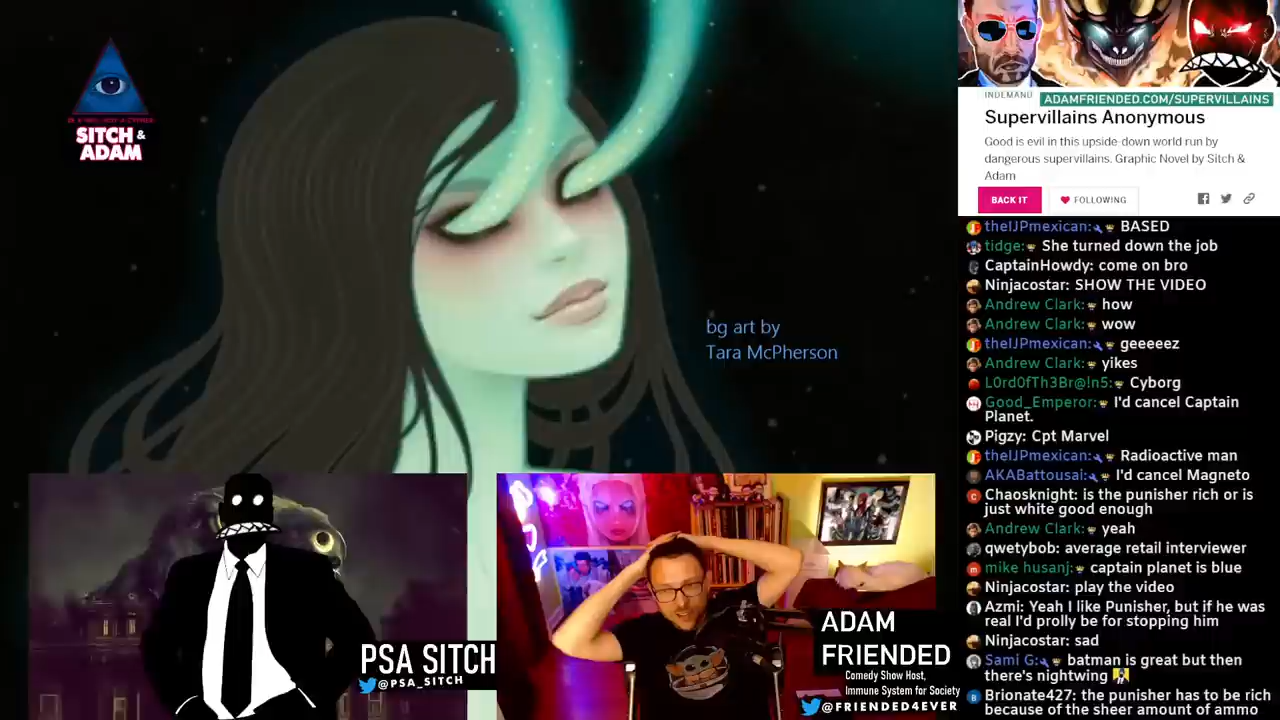 SITCH &
ADAM
bg art by
Tara McPherson
PSA SITCH
@PSA_SITCH
ADAM
FRIENDED
Comedy Show Host,
Immune System for Society
@FRIENDED4EVER
INDEMAND
ADAMFRIENDED.COM/SUPERVILLAINS
Supervillains Anonymous
Good is evil in this upside-down world run by
dangerous supervillains. Graphic Novel by Sitch &
Adam
BACK IT
FOLLOWING
theIJPmexican: BASED
tidge: She turned down the job
CaptainHowdy: come on bro
Ninjacostar: SHOW THE VIDEO
Andrew Clark: how
Andrew Clark: wow
theIJPmexican: geeeeez
Andrew Clark: yikes
L0rd0fTh3Br@!n5: Cyborg
Good_Emperor: I'd cancel Captain
Planet.
Pigzy: Cpt Marvel
theIJPmexican: Radioactive man
AKABattousai: I'd cancel Magneto
Chaosknight: is the punisher rich or is
just white good enough
Andrew Clark: yeah
qwetybob: average retail interviewer
mike husanj: captain planet is blue
Ninjacostar: play the video
Azmi: Yeah I like Punisher, but if he was
real I'd prolly be for stopping him
Ninjacostar: sad
Sami G: batman is great but then
there's nightwing
Brionate427: the punisher has to be rich
because of the sheer amount of ammo